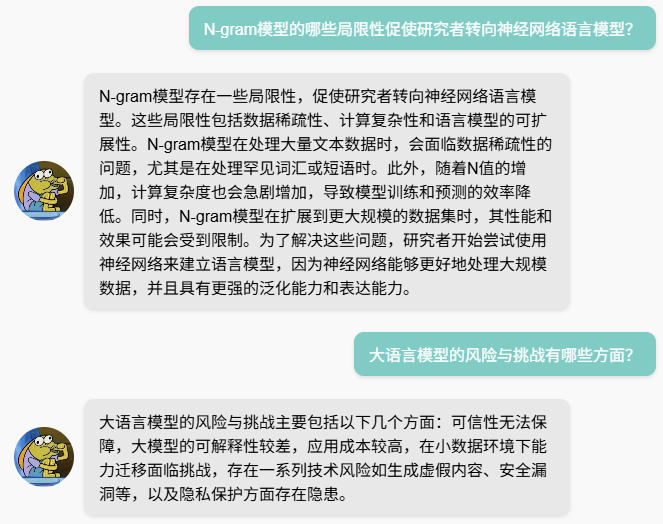 N-gram模型的哪些局限性促使研究者转向神经网络语言模型？
N-gram模型存在一些局限性，促使研究者转向神经网络语言模
型。这些局限性包括数据稀疏性、计算复杂性和语言模型的可扩
展性。N-gram模型在处理大量文本数据时，会面临数据稀疏性的
问题，尤其是在处理罕见词汇或短语时。此外，随着N值的增
加，计算复杂度也会急剧增加，导致模型训练和预测的效率降
低。同时，N-gram模型在扩展到更大规模的数据集时，其性能和
效果可能会受到限制。为了解决这些问题，研究者开始尝试使用
神经网络来建立语言模型，因为神经网络能够更好地处理大规模
数据，并且具有更强的泛化能力和表达能力。
大语言模型的风险与挑战有哪些方面？
大语言模型的风险与挑战主要包括以下几个方面：可信性无法保
障，大模型的可解释性较差，应用成本较高，在小数据环境下能
力迁移面临挑战，存在一系列技术风险如生成虚假内容、安全漏
洞等，以及隐私保护方面存在隐患。